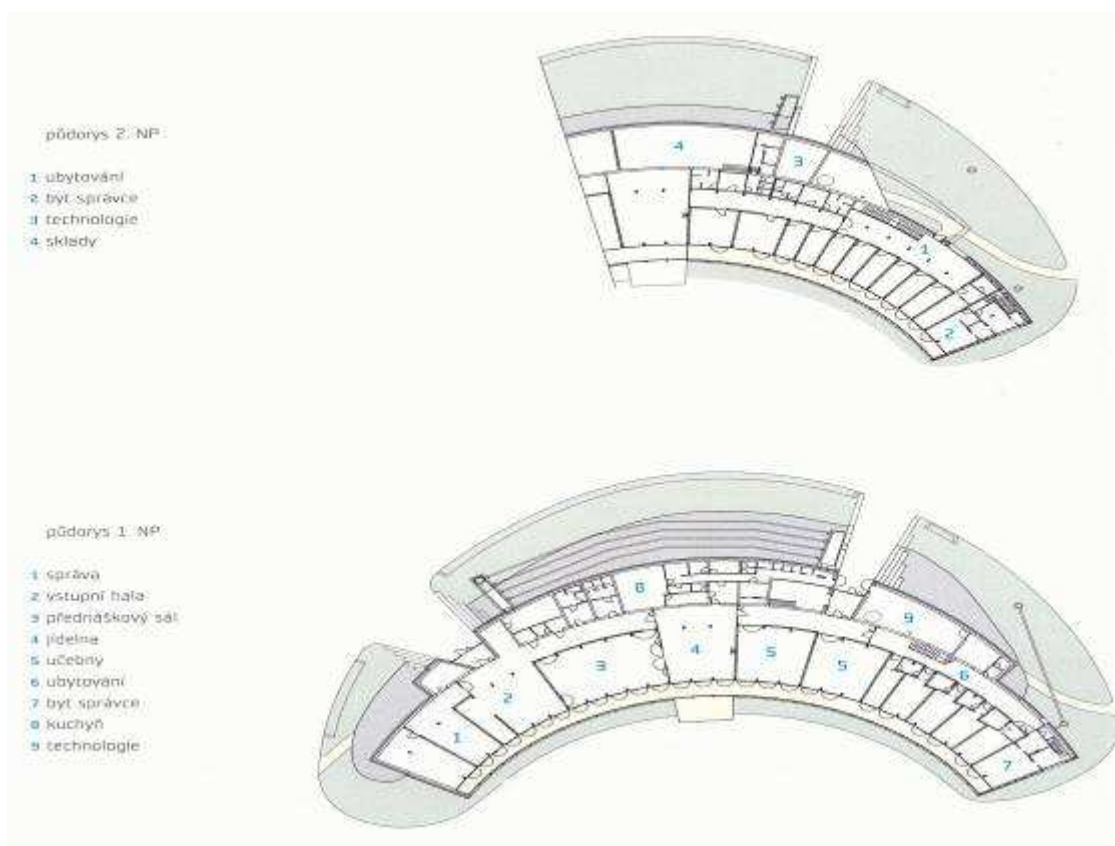 půdorys 2. NP
1 ubytování
2 byt správce
3 technologie
4 sklady
4
3
1
2
půdorys 1. NP
1 správa
2 vstupní hala
3 přednáškový sál
4 jídelna
5 učebny
6 ubytování
7 byt správce
8 kuchyň
9 technologie
8
9
3
4
5
5
6
2
1
7